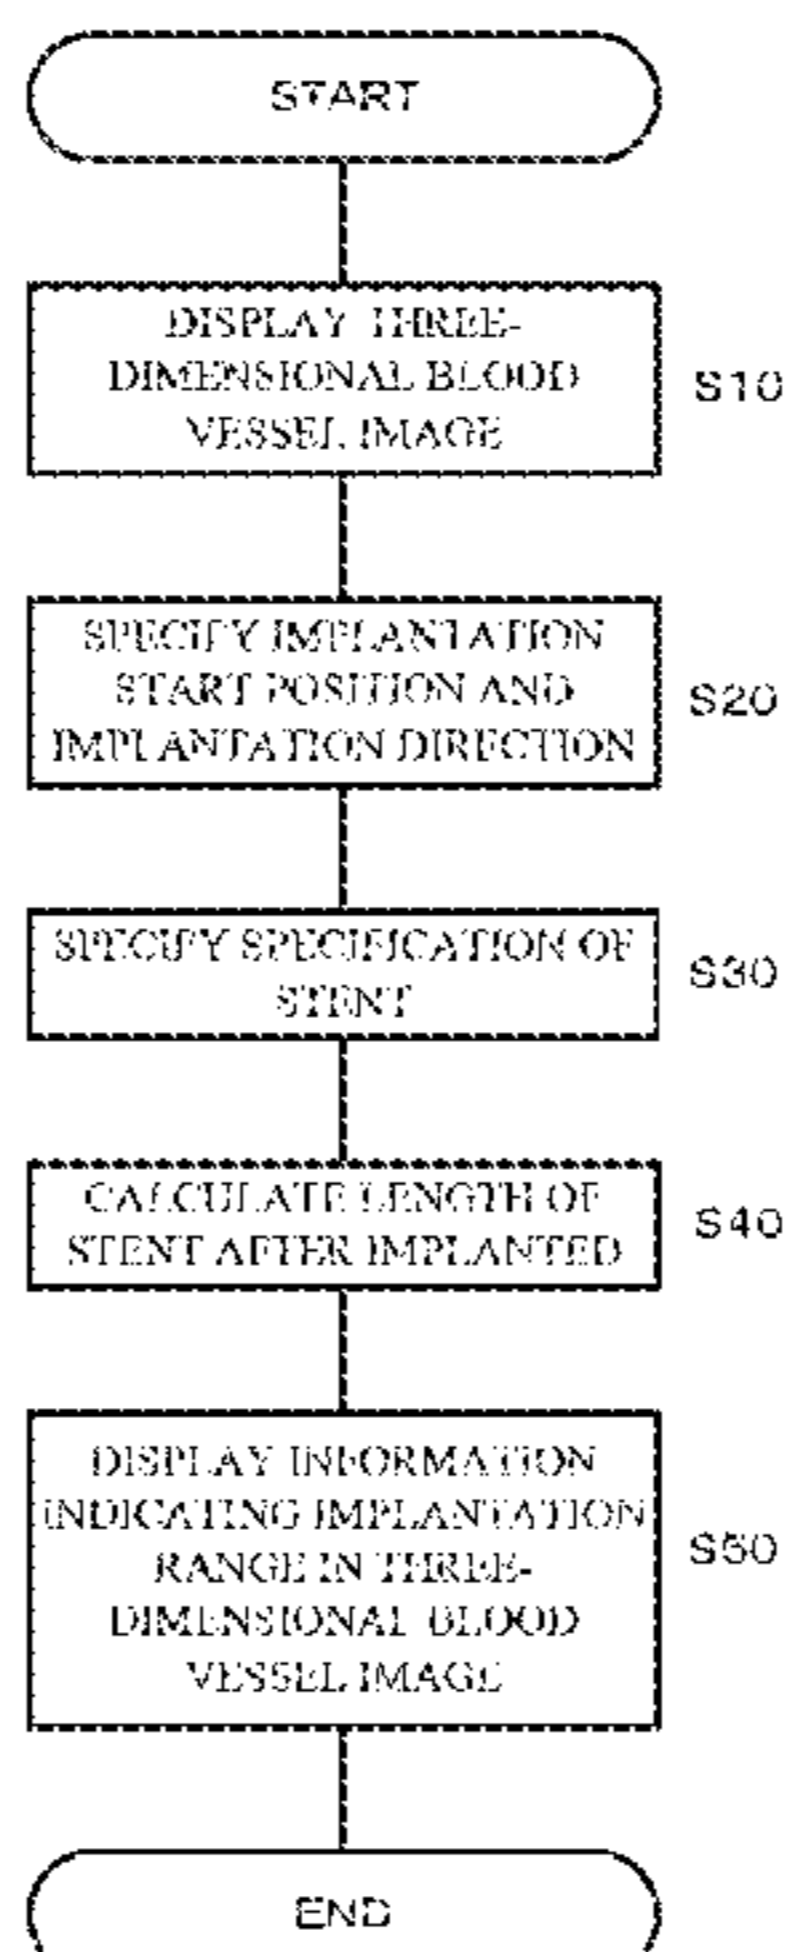 START
DISPLAY THREE-
DIMENSIONAL BLOOD
VESSEL IMAGE
S10
SPECIFY IMPLANTATION
START POSITION AND
IMPLANTATION DIRECTION
S20
SPECIFY SPECIFICATION OF
STENT
S30
CALCULATE LENGTH OF
STENT AFTER IMPLANTED
S40
DISPLAY INFORMATION
INDICATING IMPLANTATION
RANGE IN THREE-
DIMENSIONAL BLOOD
VESSEL IMAGE
S50
END